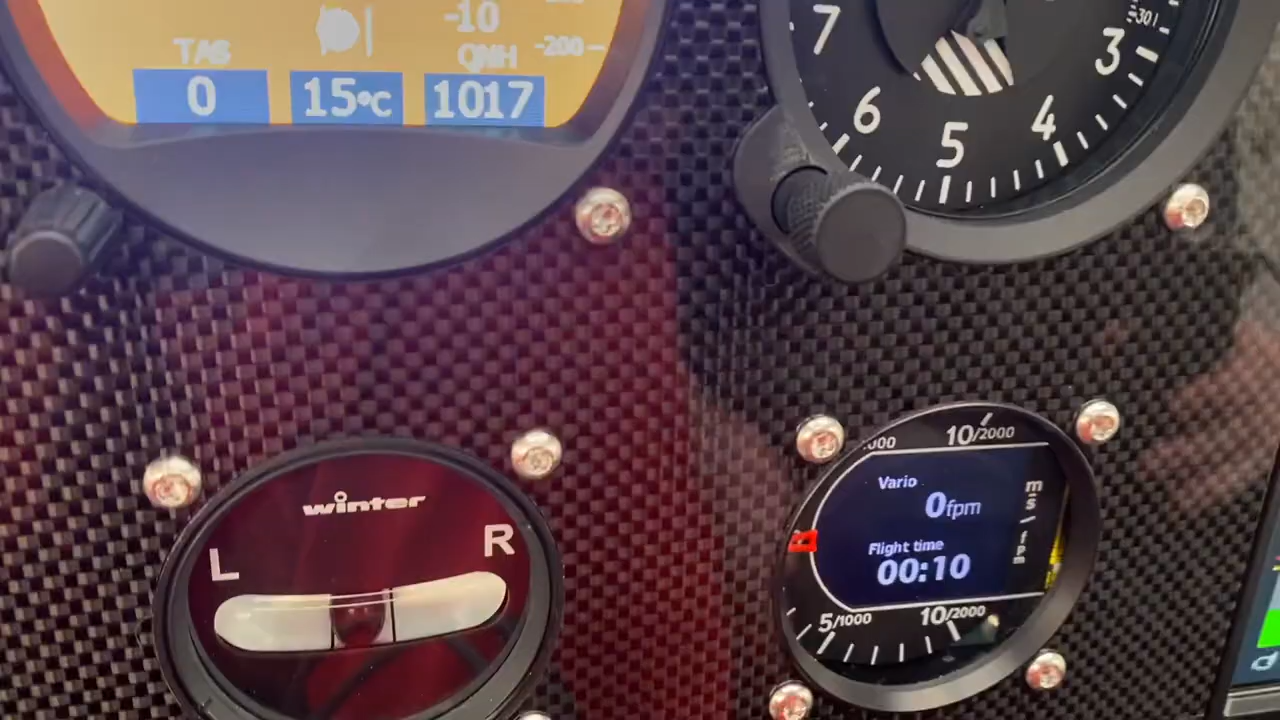 -10
TAS
QNH
-200-
0
15°C
1017
7
6
5
4
3
winter
L
R
10/2000
Vario
0fpm
ms/fpm
Flight time
00:10
5/1000
10/2000